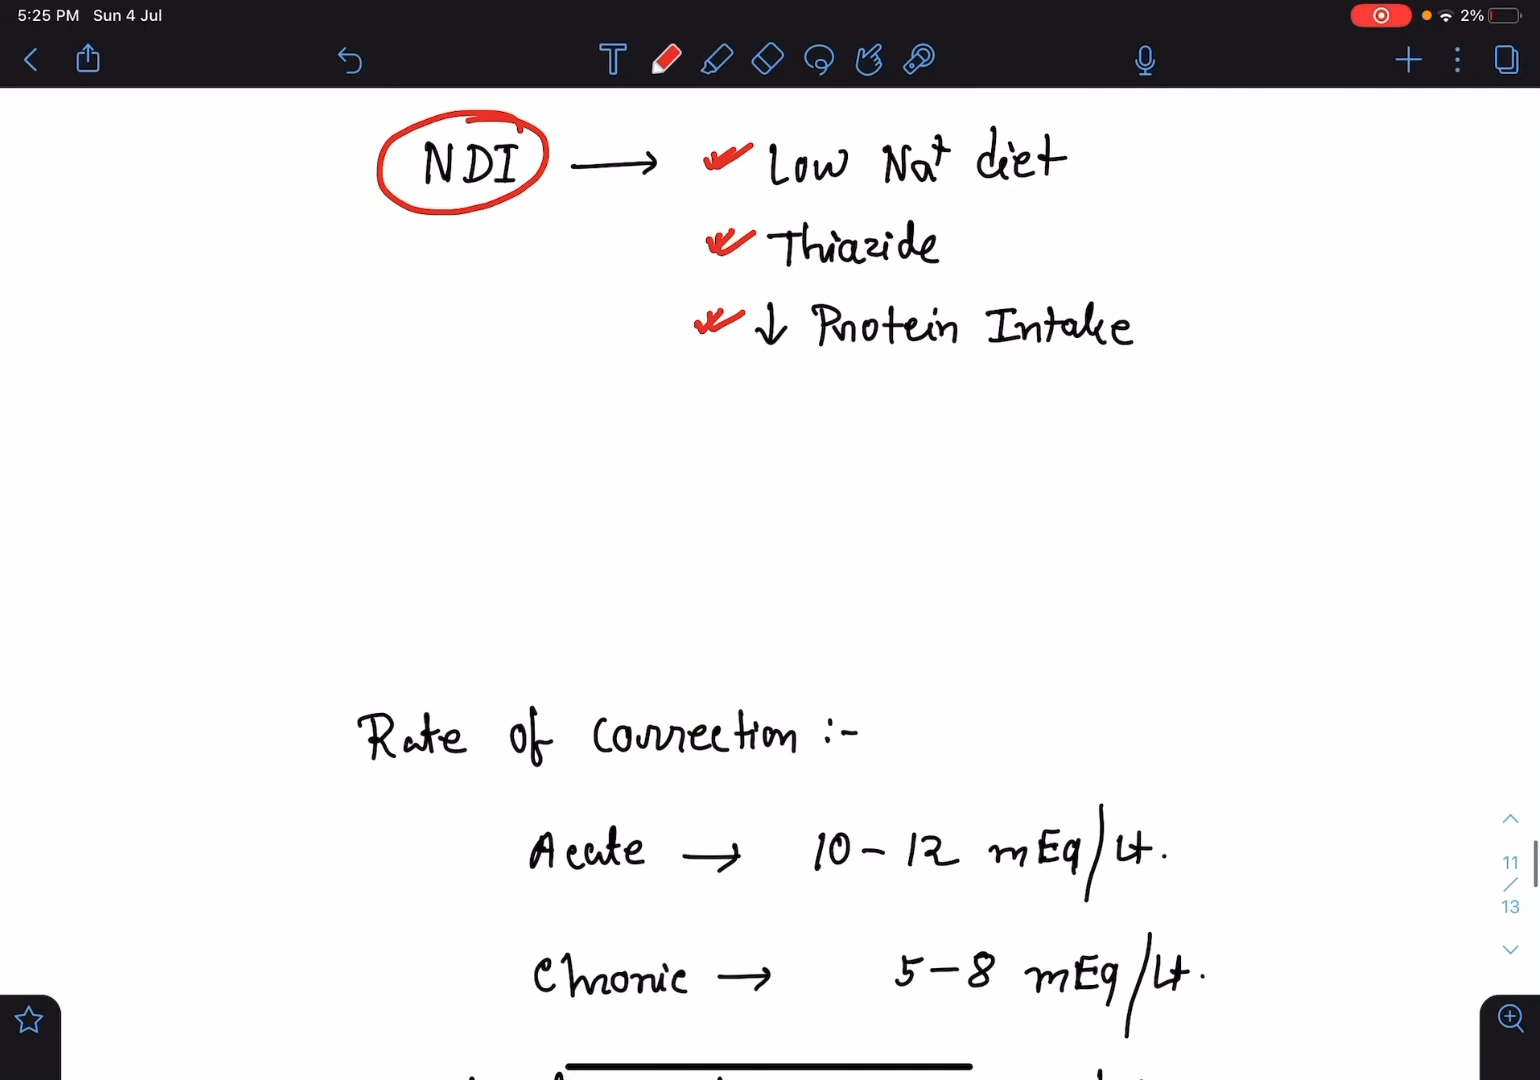 5:25 PM Sun 4 Jul
2%
T
NDI → Low Na+ diet
Thiazide
↓ Protein Intake
Rate of correction :-
Acute → 10 - 12 mEq/Lt.
Chronic → 5 - 8 mEq/Lt.
11
/
13